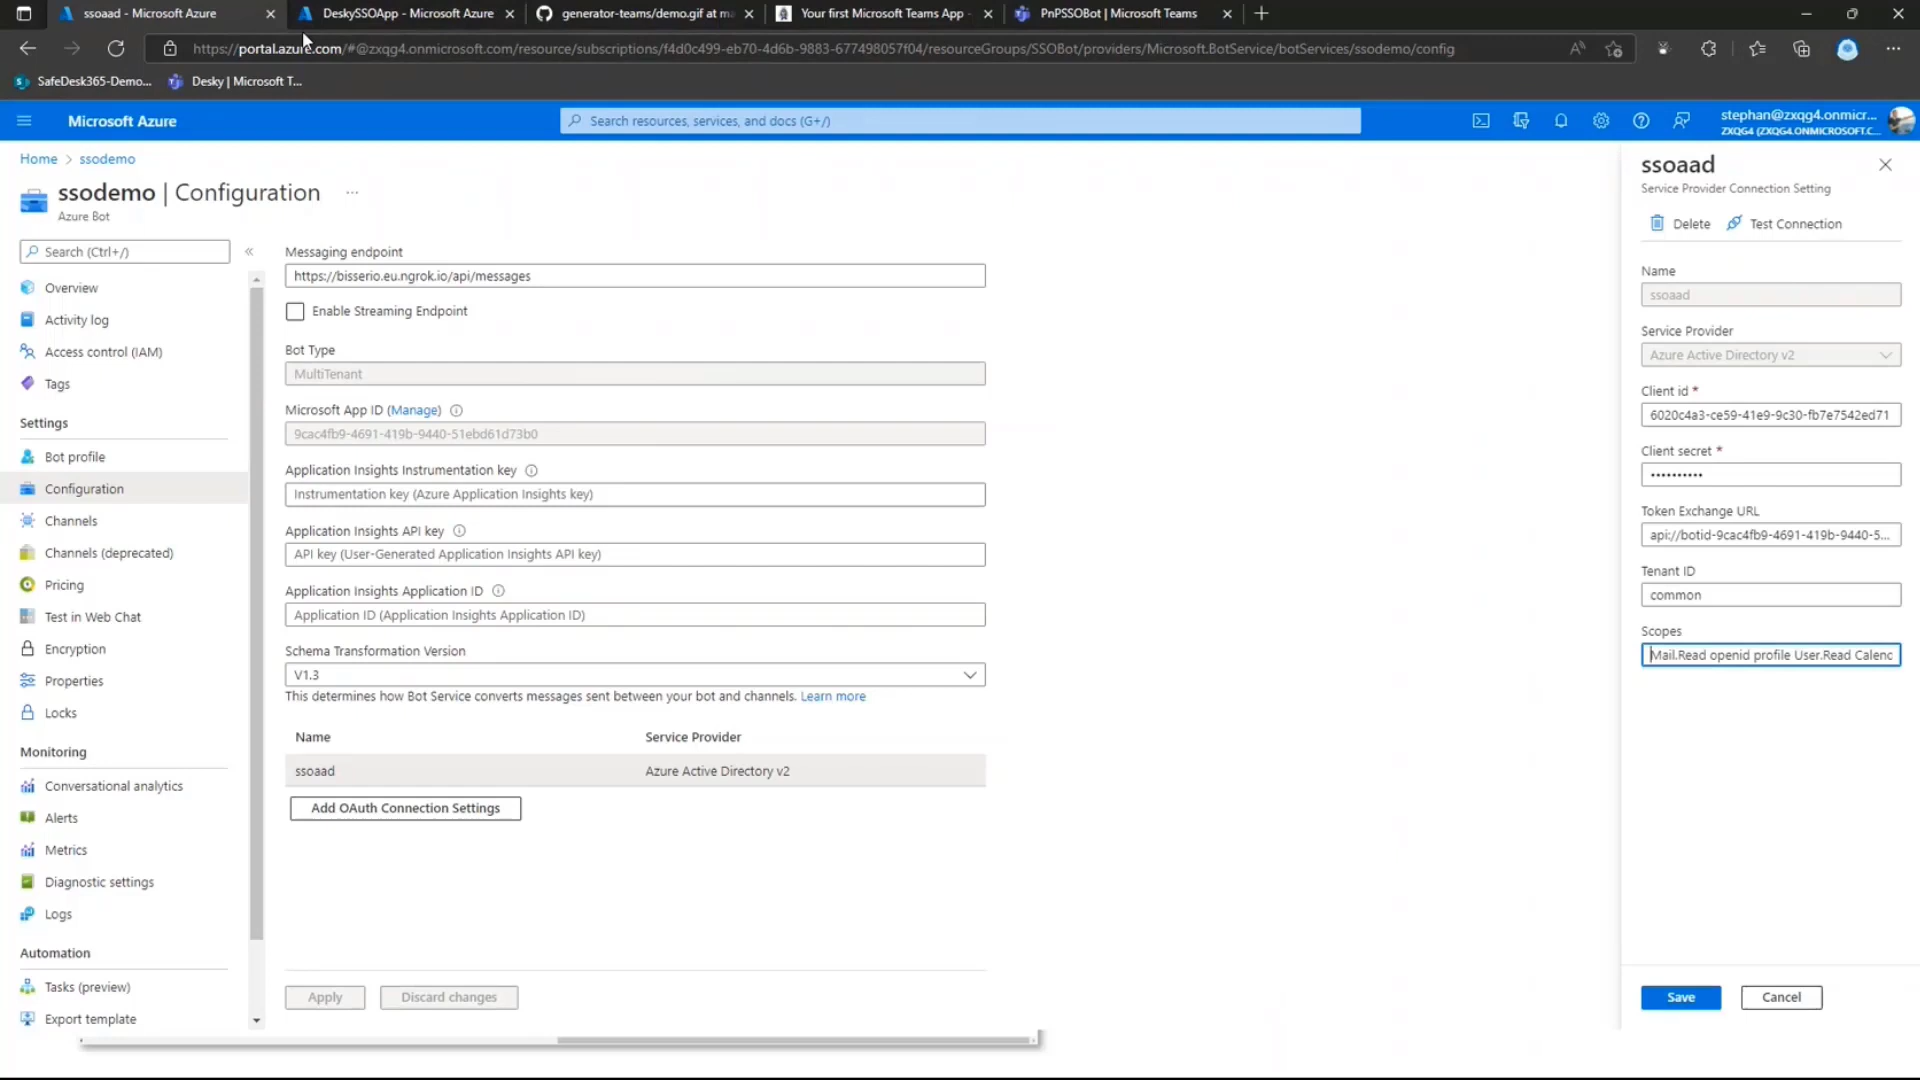 ssoaad - Microsoft Azure
DeskySSOApp - Microsoft Azure
generator-teams/demo.gif at ma
Your first Microsoft Teams App -
PnPSSOBot | Microsoft Teams
https://portal.azure.com/#@zxqg4.onmicrosoft.com/resource/subscriptions/f4d0c499-eb70-4d6b-9883-677498057f04/resourceGroups/SSOBot/providers/Microsoft.BotService/botServices/ssodemo/config
SafeDesk365-Demo...
Desky | Microsoft T...
Microsoft Azure
Search resources, services, and docs (G+/)
stephan@zxqg4.onmicr...
ZXQG4 (ZXQG4.ONMICROSOFT.C...
Home > ssodemo
ssodemo | Configuration ...
Azure Bot
Search (Ctrl+/)
«
Overview
Activity log
Access control (IAM)
Tags
Settings
Bot profile
Configuration
Channels
Channels (deprecated)
Pricing
Test in Web Chat
Encryption
Properties
Locks
Monitoring
Conversational analytics
Alerts
Metrics
Diagnostic settings
Logs
Automation
Tasks (preview)
Export template
Messaging endpoint
https://bisserio.eu.ngrok.io/api/messages
Enable Streaming Endpoint
Bot Type
MultiTenant
Microsoft App ID (Manage)
9cac4fb9-4691-419b-9440-51ebd61d73b0
Application Insights Instrumentation key
Instrumentation key (Azure Application Insights key)
Application Insights API key
API key (User-Generated Application Insights API key)
Application Insights Application ID
Application ID (Application Insights Application ID)
Schema Transformation Version
V1.3
This determines how Bot Service converts messages sent between your bot and channels. Learn more
Name Service Provider
ssoaad Azure Active Directory v2
Add OAuth Connection Settings
Apply
Discard changes
ssoaad
Service Provider Connection Setting
Delete
Test Connection
Name
ssoaad
Service Provider
Azure Active Directory v2
Client id *
6020c4a3-ce59-41e9-9c30-fb7e7542ed71
Client secret *
••••••••••
Token Exchange URL
api://botid-9cac4fb9-4691-419b-9440-5...
Tenant ID
common
Scopes
Mail.Read openid profile User.Read Calenc
Save
Cancel